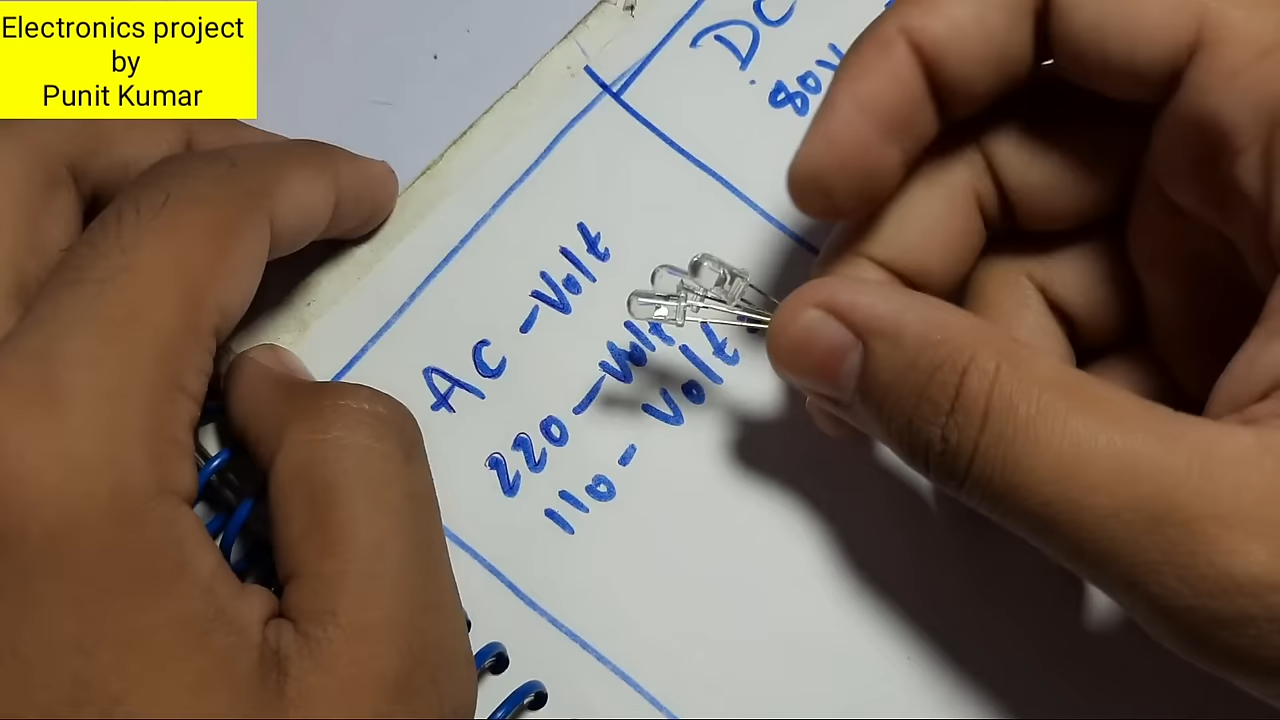 Electronics project
by
Punit Kumar
DC
80V
AC - Volt
220 - Volt
110 - Volt